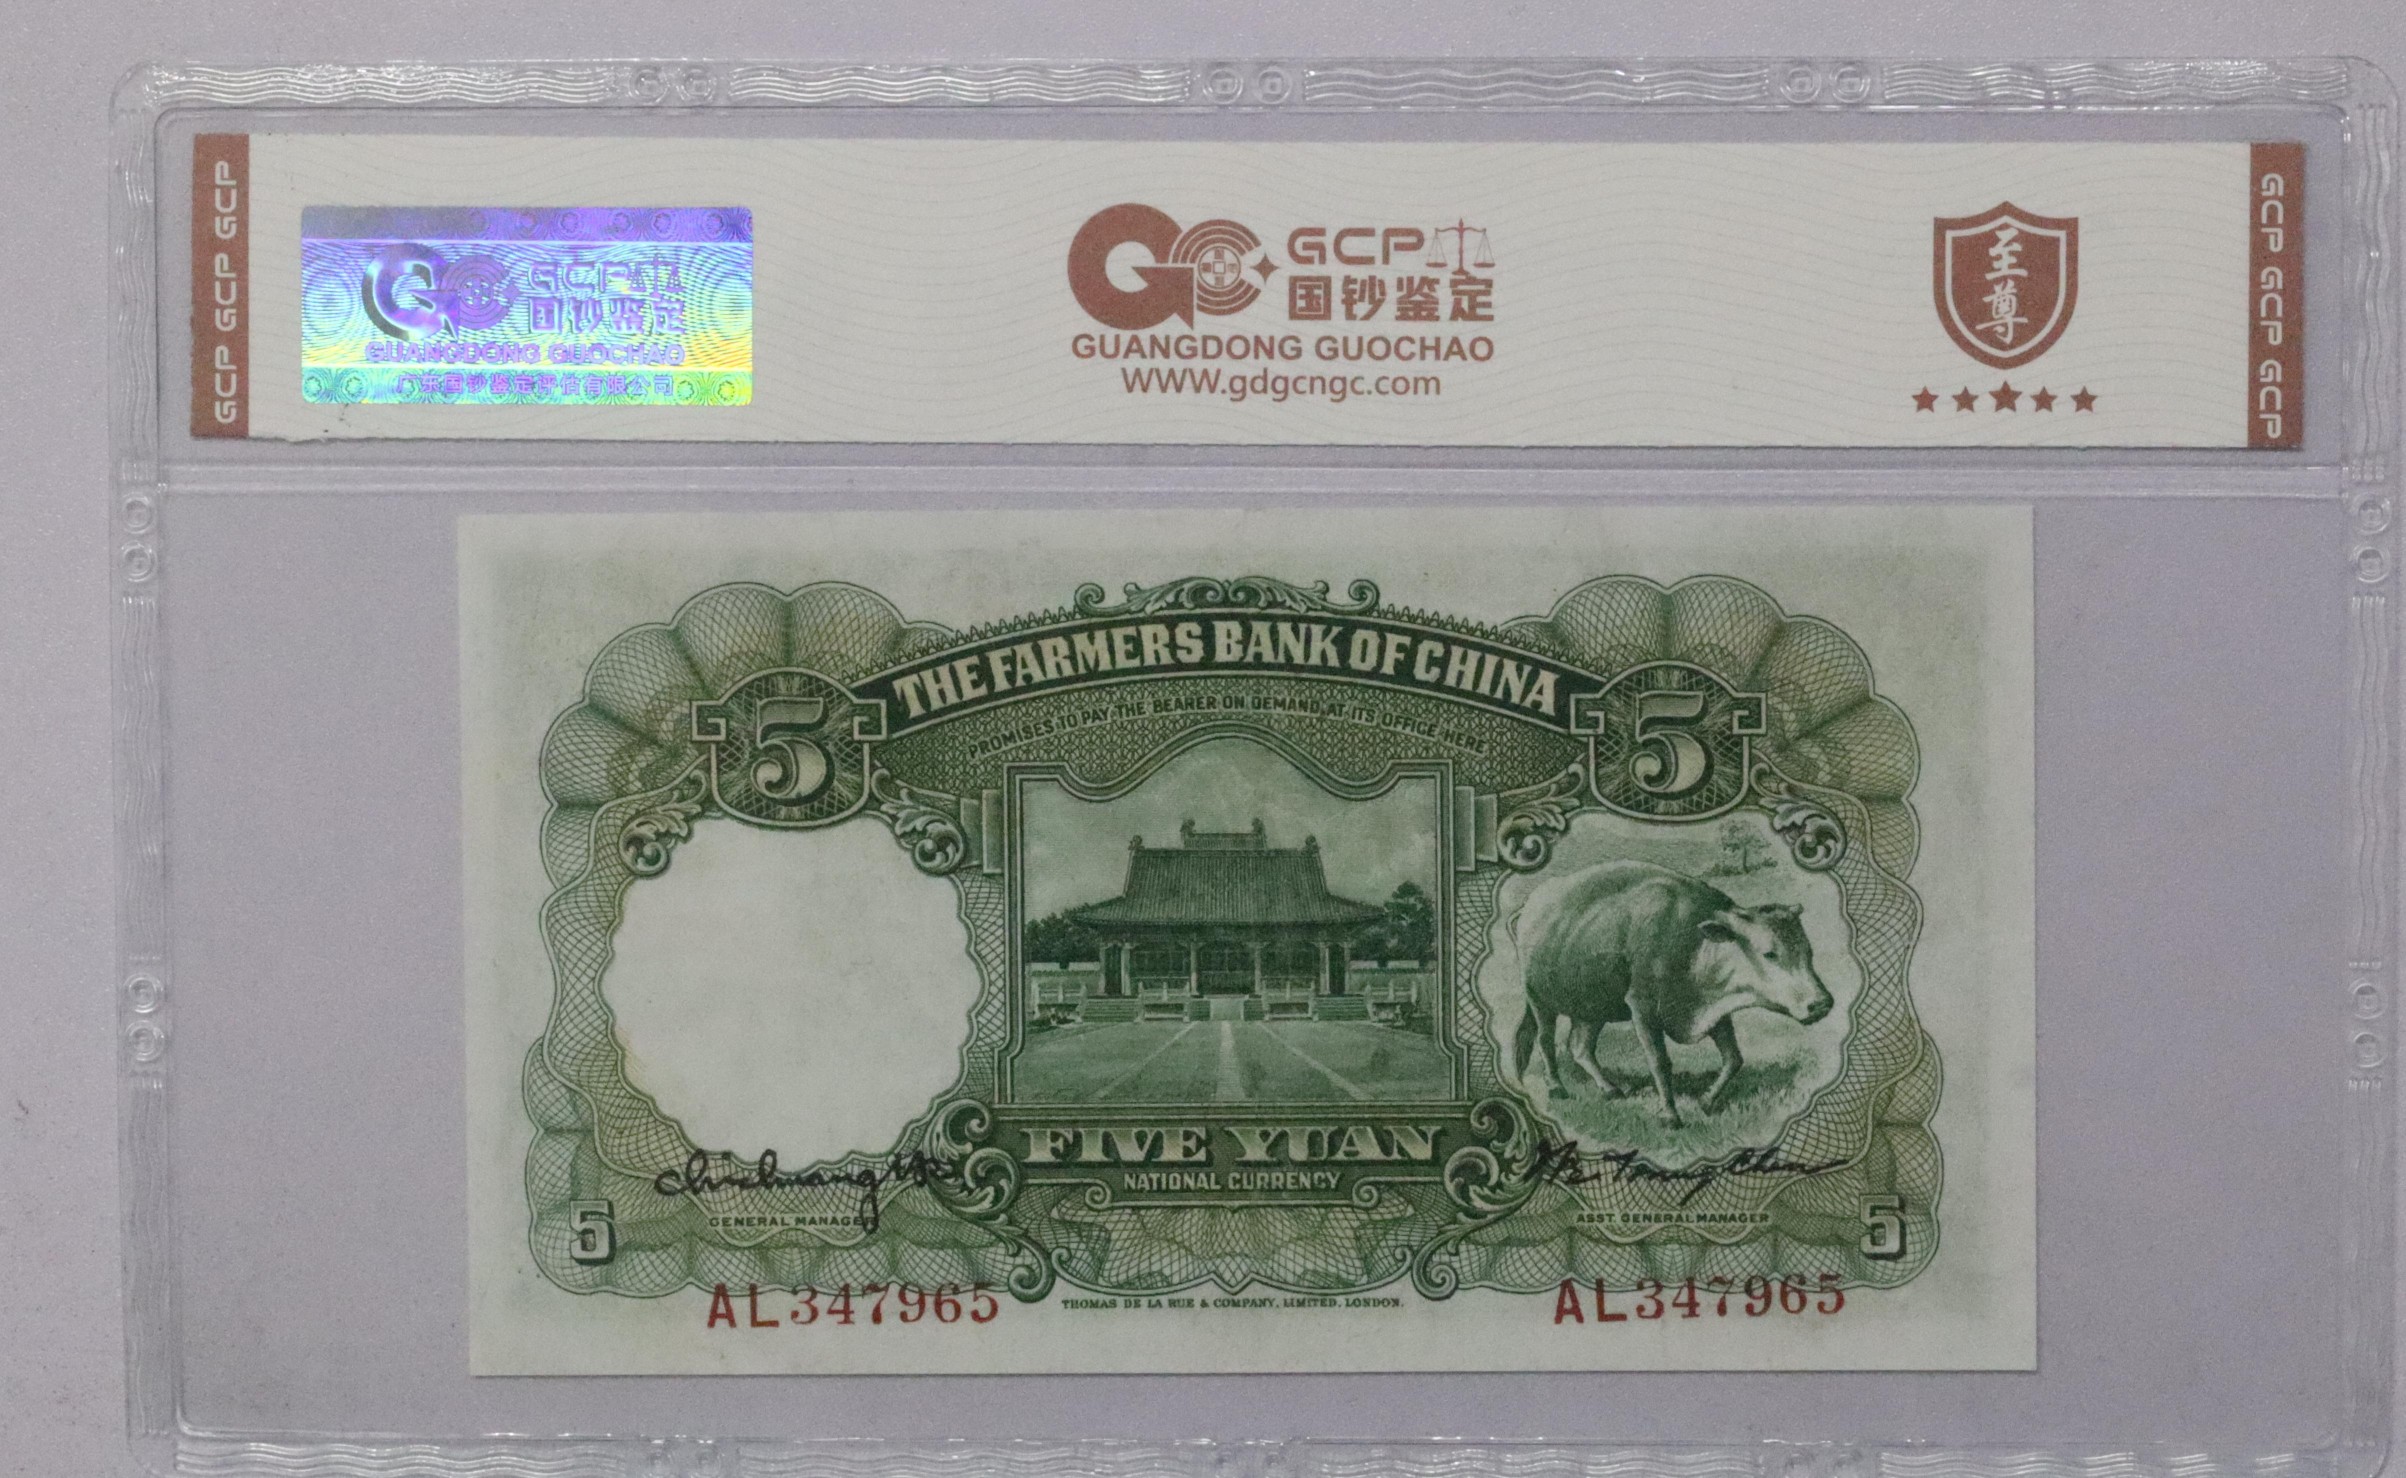 GCP GCP GCP
GCP
国钞鉴定
GUANGDONG GUOCHAO
广东国钞鉴定评估有限公司
GCP
国钞鉴定
GUANGDONG GUOCHAO
WWW.gdgcngc.com
至尊
GCP GCP GCP
THE FARMERS BANK OF CHINA
PROMISES TO PAY THE BEARER ON DEMAND AT ITS OFFICE HERE
5
5
FIVE YUAN
NATIONAL CURRENCY
GENERAL MANAGER
ASST GENERAL MANAGER
5
5
AL347965
THOMAS DE LA RUE & COMPANY, LIMITED, LONDON.
AL347965